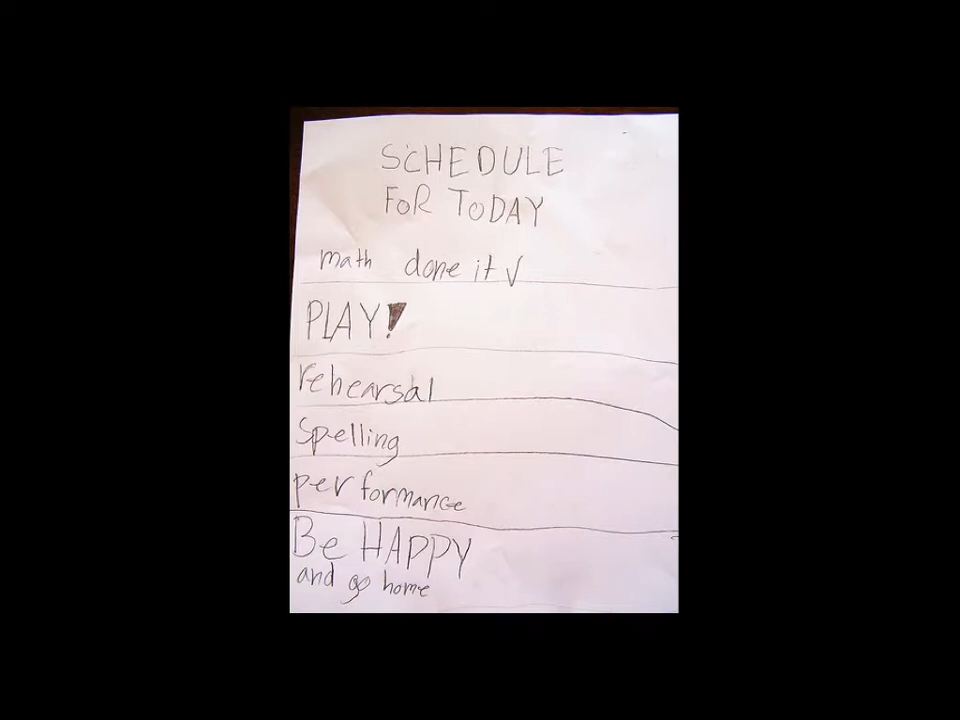 SCHEDULE
FOR TODAY
math done it ✓
PLAY!
rehearsal
Spelling
performance
Be HAPPY
and go home